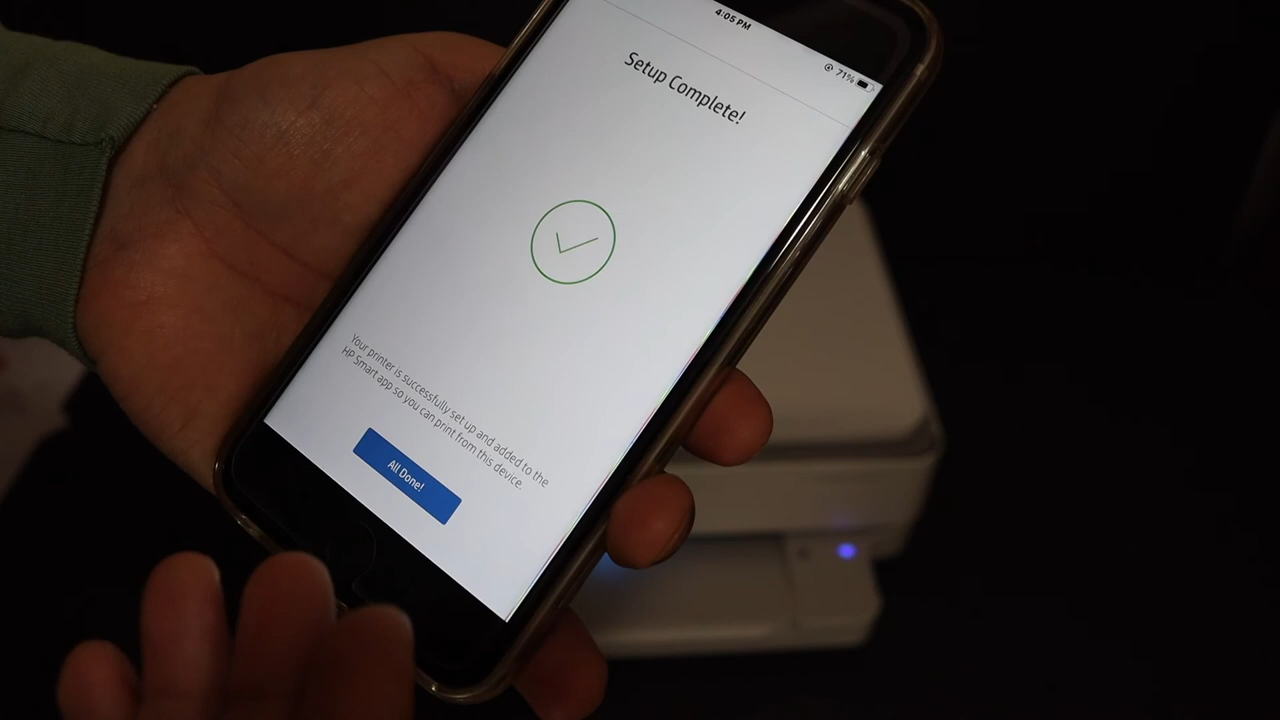 4:05 PM
71%
Setup Complete!
Your printer is successfully set up and added to the
HP Smart app so you can print from this device.
All Done!